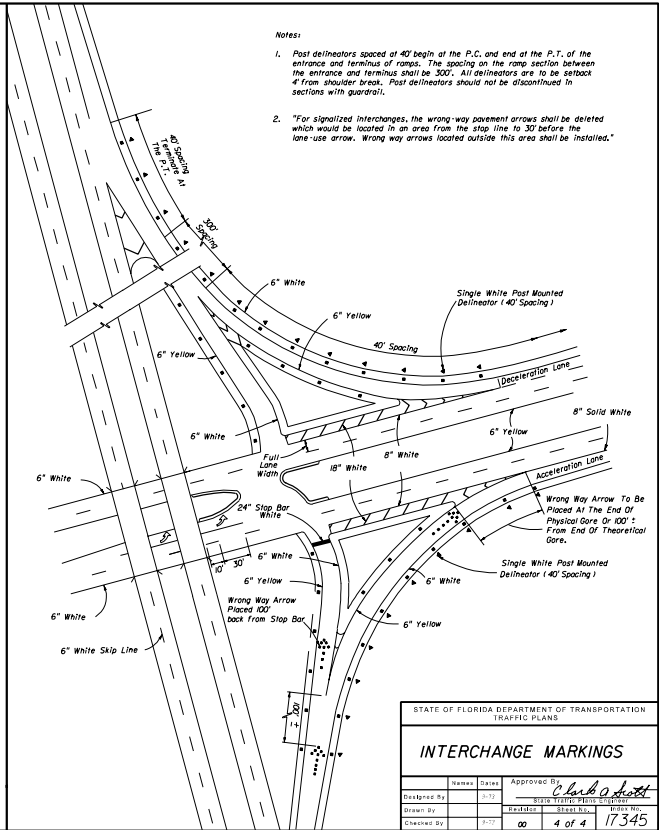 Notes:
1. Post delineators spaced at 40' begin at the P.C. and end at the P.T. of the
entrance and terminus of ramps. The spacing on the ramp section between
the entrance and terminus shall be 300'. All delineators are to be setback
4' from shoulder break. Post delineators should not be discontinued in
sections with guardrail.
2. "For signalized interchanges, the wrong-way pavement arrows shall be deleted
which would be located in an area from the stop line to 30' before the
lane-use arrow. Wrong way arrows located outside this area shall be installed."
40' Spacing
Terminate At
The P.T.
300'
Spacing
6" White
Single White Post Mounted
Delineator (40' Spacing)
6" Yellow
40' Spacing
6" Yellow
Deceleration Lane
8" Solid White
6" White
6" Yellow
Full
Lane
Width
18" White
8" White
6" White
Acceleration Lane
24" Stop Bar
White
Wrong Way Arrow To Be
Placed At The End Of
Physical Gore Or 100' ±
From End Of Theoretical
Gore.
10'
30'
6" White
6" Yellow
Single White Post Mounted
Delineator (40' Spacing)
6" White
Wrong Way Arrow
Placed 100'
back from Stop Bar
6" White
6" Yellow
6" White Skip Line
100' +-
STATE OF FLORIDA DEPARTMENT OF TRANSPORTATION
TRAFFIC PLANS
INTERCHANGE MARKINGS
Names Dates Approved By
Clark A Scott
Designed By State Traffic Plans Engineer
Drawn By Revision Sheet No. Index No.
Checked By 00 4 of 4 17345